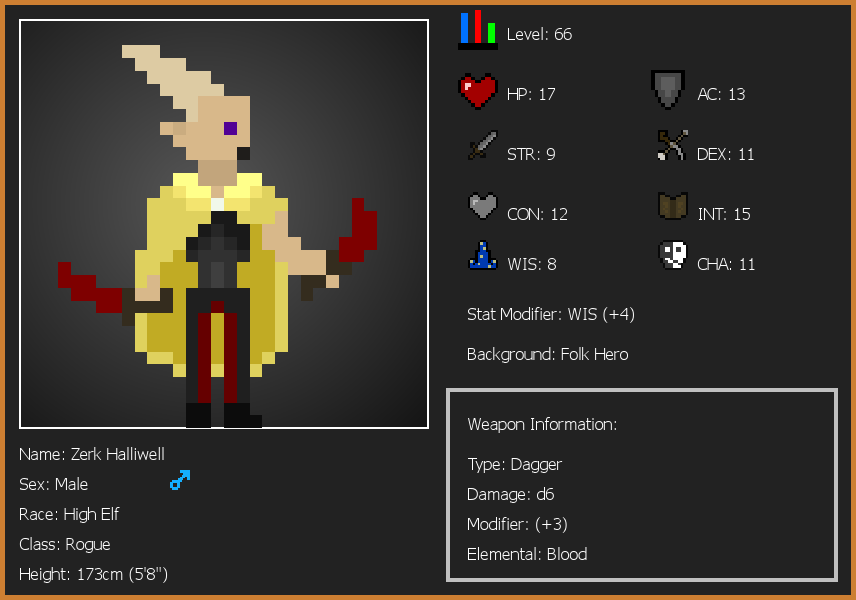 Level: 66
HP: 17
AC: 13
STR: 9
DEX: 11
CON: 12
INT: 15
WIS: 8
CHA: 11
Stat Modifier: WIS (+4)
Background: Folk Hero
Weapon Information:
Type: Dagger
Damage: d6
Modifier: (+3)
Elemental: Blood
Name: Zerk Halliwell
Sex: Male
Race: High Elf
Class: Rogue
Height: 173cm (5'8")